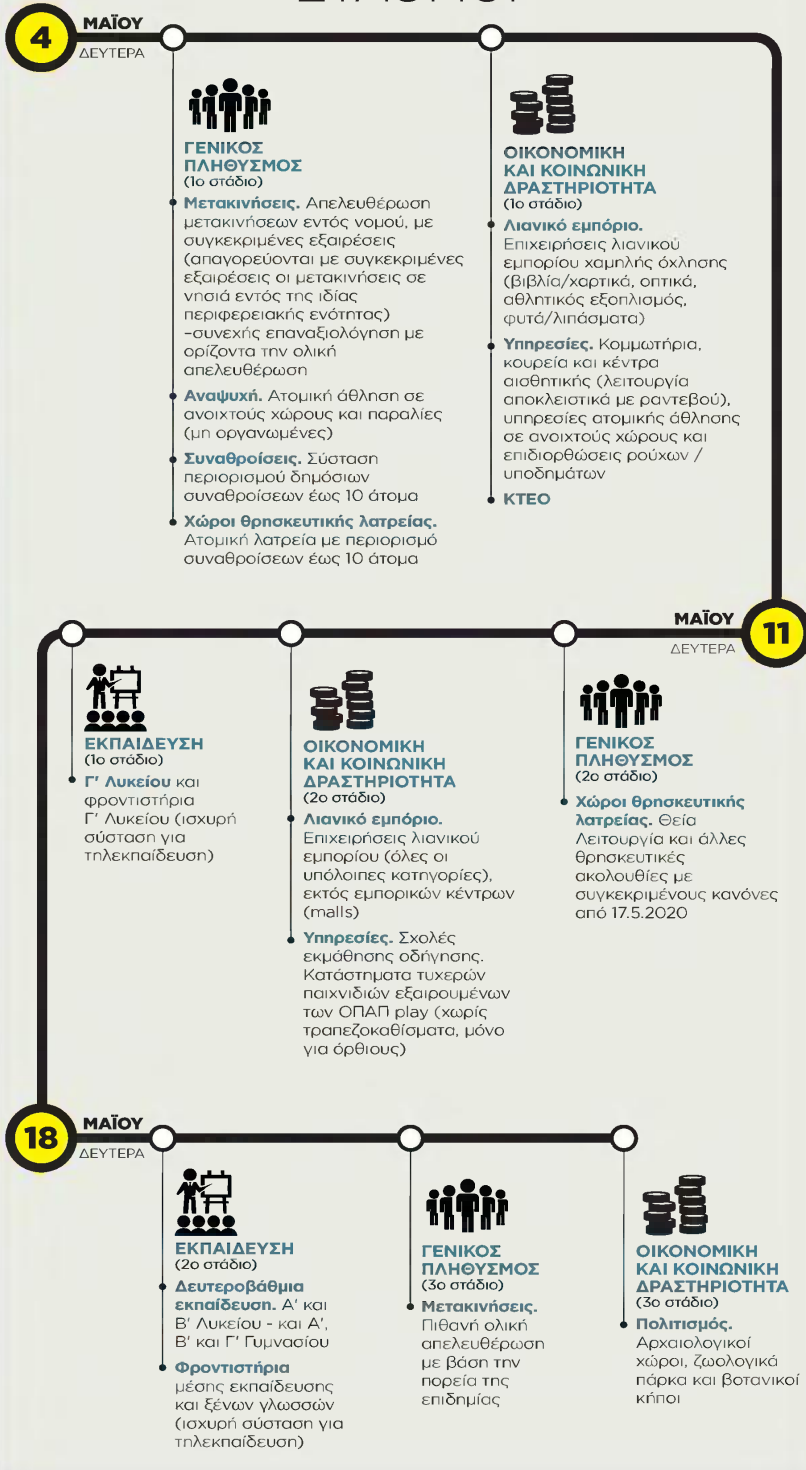 4
ΜΑΪΟΥ
ΔΕΥΤΕΡΑ
ΓΕΝΙΚΟΣ
ΠΛΗΘΥΣΜΟΣ
(1ο στάδιο)
Μετακινήσεις. Απελευθέρωση
μετακινήσεων εντός νομού, με
συγκεκριμένες εξαιρέσεις
(απαγορεύονται με συγκεκριμένες
εξαιρέσεις οι μετακινήσεις σε
νησιά εντός της ιδίας
περιφερειακής ενότητας)
–συνεχής επαναξιολόγηση με
ορίζοντα την ολική
απελευθέρωση
Αναψυχή. Ατομική άθληση σε
ανοιχτούς χώρους και παραλίες
(μη οργανωμένες)
Συναθροίσεις. Σύσταση
περιορισμού δημόσιων
συναθροίσεων έως 10 άτομα
Χώροι θρησκευτικής λατρείας.
Ατομική λατρεία με περιορισμό
συναθροίσεων έως 10 άτομα
ΟΙΚΟΝΟΜΙΚΗ
ΚΑΙ ΚΟΙΝΩΝΙΚΗ
ΔΡΑΣΤΗΡΙΟΤΗΤΑ
(1ο στάδιο)
Λιανικό εμπόριο.
Επιχειρήσεις λιανικού
εμπορίου χαμηλής όχλησης
(βιβλία/χαρτικά, οπτικά,
αθλητικός εξοπλισμός,
φυτά/λιπάσματα)
Υπηρεσίες. Κομμωτήρια,
κουρεία και κέντρα
αισθητικής (λειτουργία
αποκλειστικά με ραντεβού),
υπηρεσίες ατομικής άθλησης
σε ανοιχτούς χώρους και
επιδιορθώσεις ρούχων /
υποδημάτων
ΚΤΕΟ
ΜΑΪΟΥ
ΔΕΥΤΕΡΑ
11
ΕΚΠΑΙΔΕΥΣΗ
(1ο στάδιο)
Γ' Λυκείου και
φροντιστήρια
Γ' Λυκείου (ισχυρή
σύσταση για
τηλεκπαίδευση)
ΟΙΚΟΝΟΜΙΚΗ
ΚΑΙ ΚΟΙΝΩΝΙΚΗ
ΔΡΑΣΤΗΡΙΟΤΗΤΑ
(2ο στάδιο)
Λιανικό εμπόριο.
Επιχειρήσεις λιανικού
εμπορίου (όλες οι
υπόλοιπες κατηγορίες),
εκτός εμπορικών κέντρων
(malls)
Υπηρεσίες. Σχολές
εκμάθησης οδήγησης.
Κατάστηματα τυχερών
παιχνιδιών εξαιρουμένων
των ΟΠΑΠ play (χωρίς
τραπεζοκαθίσματα, μόνο
για όρθιους)
ΓΕΝΙΚΟΣ
ΠΛΗΘΥΣΜΟΣ
(2ο στάδιο)
Χώροι θρησκευτικής
λατρείας. Θεία
Λειτουργία και άλλες
θρησκευτικές
ακολουθίες με
συγκεκριμένους κανόνες
από 17.5.2020
18
ΜΑΪΟΥ
ΔΕΥΤΕΡΑ
ΕΚΠΑΙΔΕΥΣΗ
(2ο στάδιο)
Δευτεροβάθμια
εκπαίδευση. Α' και
Β' Λυκείου - και Α',
Β' και Γ' Γυμνασίου
Φροντιστήρια
μέσης εκπαίδευσης
και ξένων γλωσσών
(ισχυρή σύσταση για
τηλεκπαίδευση)
ΓΕΝΙΚΟΣ
ΠΛΗΘΥΣΜΟΣ
(3ο στάδιο)
Μετακινήσεις.
Πιθανή ολική
απελευθέρωση
με βάση την
πορεία της
επιδημίας
ΟΙΚΟΝΟΜΙΚΗ
ΚΑΙ ΚΟΙΝΩΝΙΚΗ
ΔΡΑΣΤΗΡΙΟΤΗΤΑ
(3ο στάδιο)
Πολιτισμός.
Αρχαιολογικοί
χώροι, ζωολογικά
πάρκα και βοτανικοί
κήποι